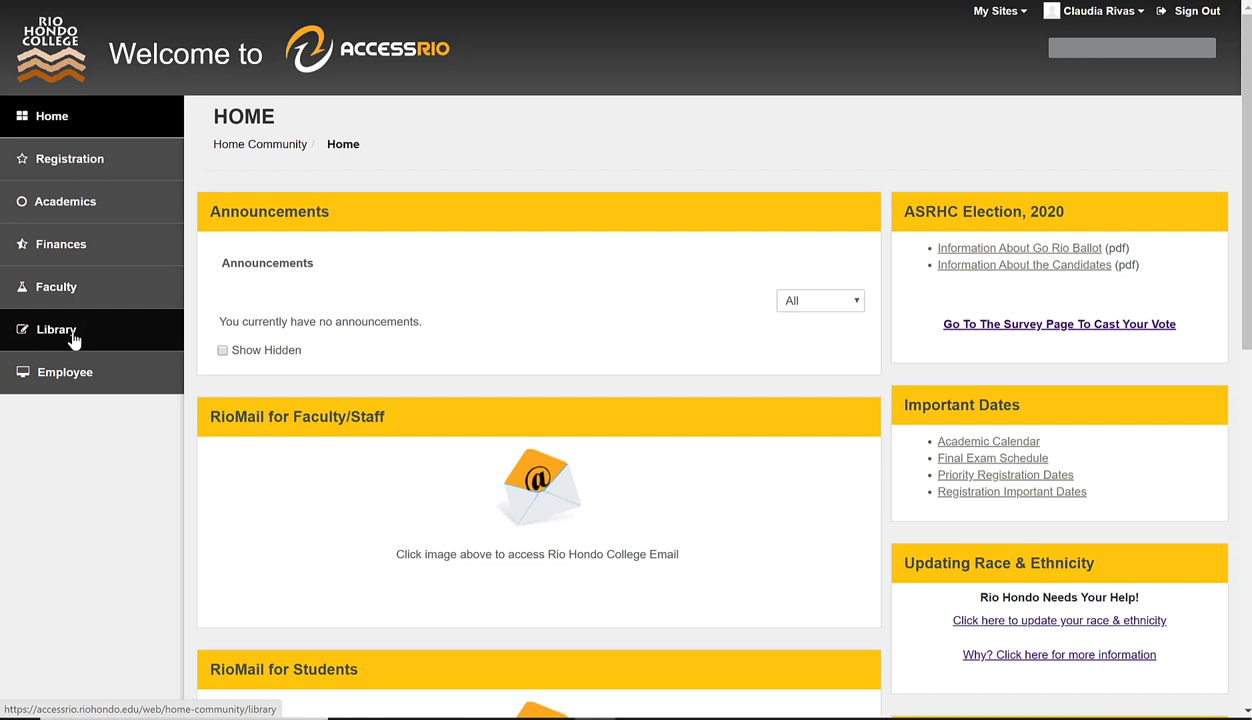 My Sites Claudia Rivas Sign Out
RIO
HONDO
COLLEGE
Welcome to ACCESSRIO
Home
Registration
Academics
Finances
Faculty
Library
Employee
HOME
Home Community / Home
Announcements
Announcements
All
You currently have no announcements.
Show Hidden
RioMail for Faculty/Staff
@
Click image above to access Rio Hondo College Email
RioMail for Students
ASRHC Election, 2020
• Information About Go Rio Ballot (pdf)
• Information About the Candidates (pdf)
Go To The Survey Page To Cast Your Vote
Important Dates
• Academic Calendar
• Final Exam Schedule
• Priority Registration Dates
• Registration Important Dates
Updating Race & Ethnicity
Rio Hondo Needs Your Help!
Click here to update your race & ethnicity
Why? Click here for more information
https://accessrio.riohondo.edu/web/home-community/library